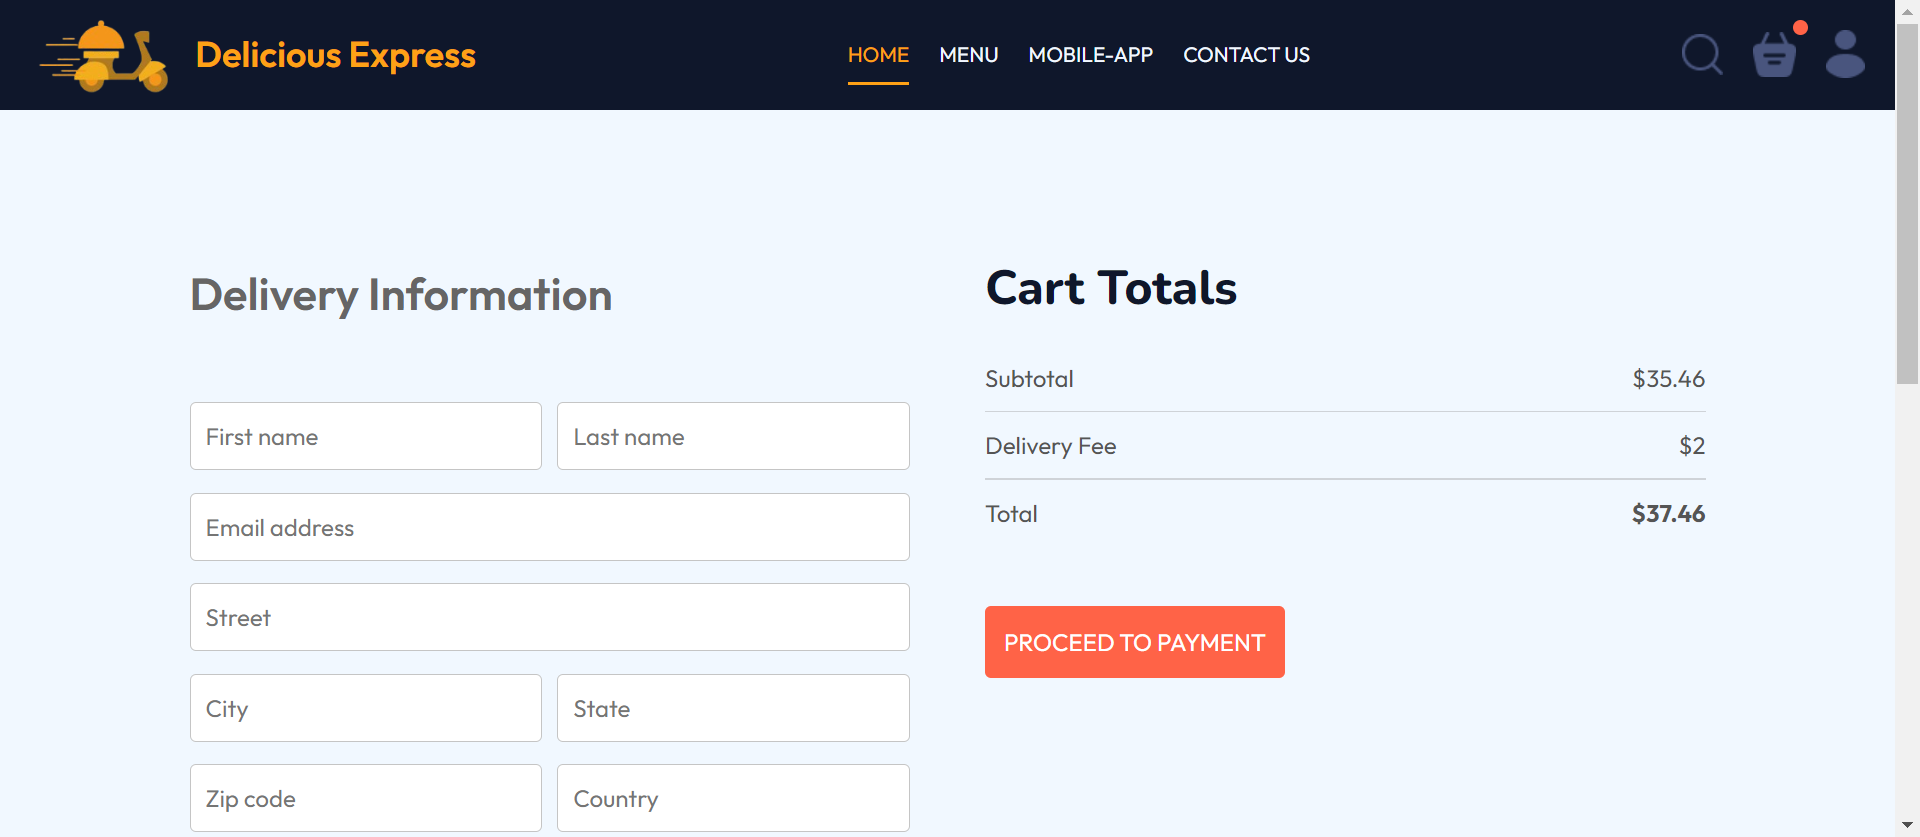 Delicious Express
HOME MENU MOBILE-APP CONTACT US
Delivery Information
First name Last name
Email address
Street
City State
Zip code Country
Cart Totals
Subtotal $35.46
Delivery Fee $2
Total $37.46
PROCEED TO PAYMENT